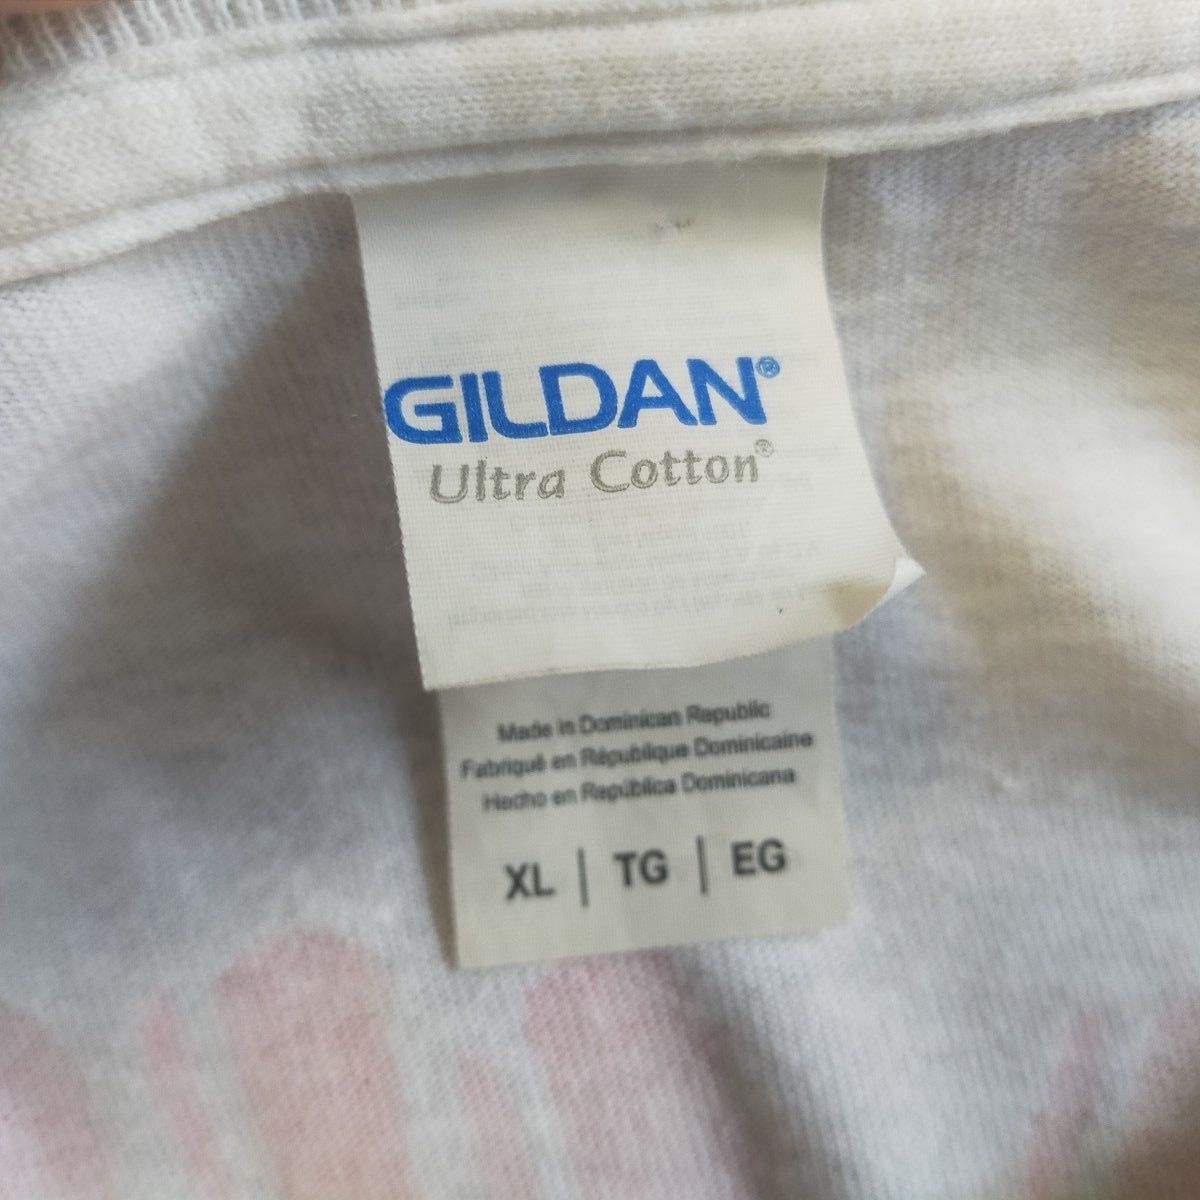 GILDAN®
Ultra Cotton®
Made in Dominican Republic
Fabriqué en République Dominicaine
Hecho en República Dominicana
XL | TG | EG